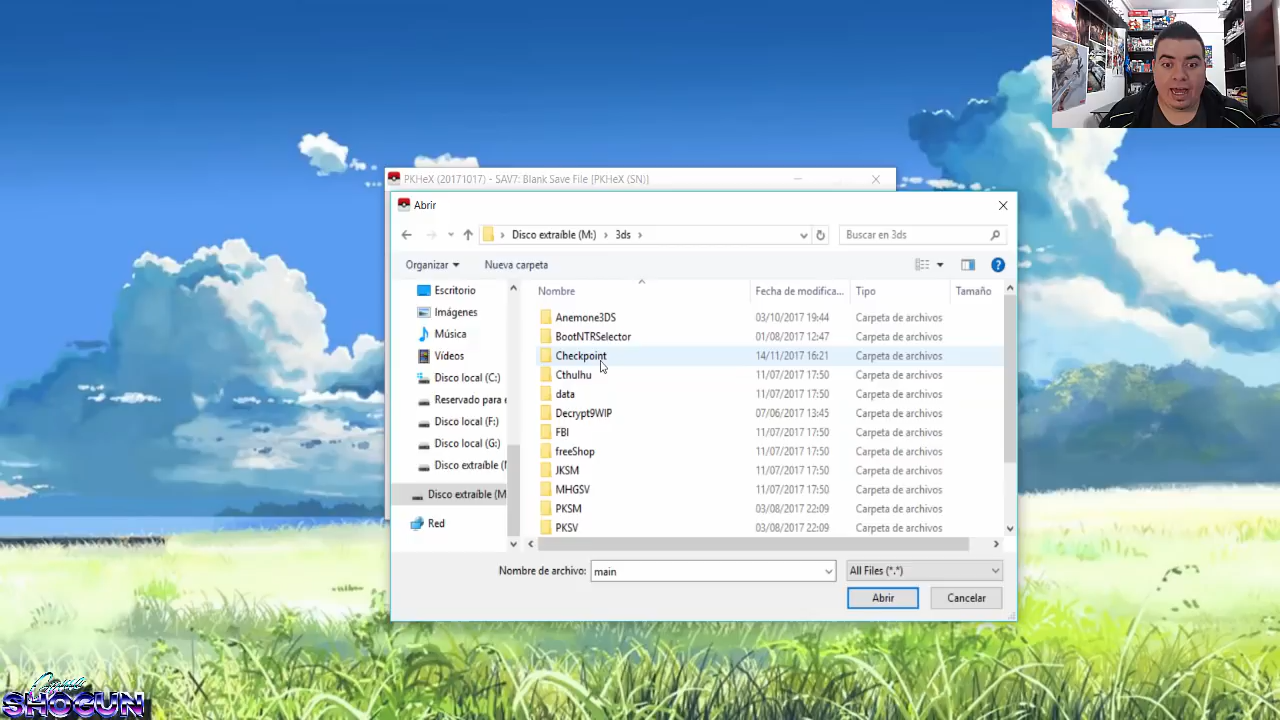 PKHeX (20171017) - SAV7: Blank Save File [PKHeX (SN)]
Abrir
Disco extraíble (M:) › 3ds ›
Buscar en 3ds
Organizar
Nueva carpeta
Escritorio
Imágenes
Música
Vídeos
Disco local (C:)
Reservado para e
Disco local (F:)
Disco local (G:)
Disco extraíble (I
Disco extraíble (M
Red
Nombre Fecha de modifica... Tipo Tamaño
Anemone3DS 03/10/2017 19:44 Carpeta de archivos
BootNTRSelector 01/08/2017 12:47 Carpeta de archivos
Checkpoint 14/11/2017 16:21 Carpeta de archivos
Cthulhu 11/07/2017 17:50 Carpeta de archivos
data 11/07/2017 17:50 Carpeta de archivos
Decrypt9WIP 07/06/2017 13:45 Carpeta de archivos
FBI 11/07/2017 17:50 Carpeta de archivos
freeShop 11/07/2017 17:50 Carpeta de archivos
JKSM 11/07/2017 17:50 Carpeta de archivos
MHGSV 11/07/2017 17:50 Carpeta de archivos
PKSM 03/08/2017 22:09 Carpeta de archivos
PKSV 03/08/2017 22:09 Carpeta de archivos
Nombre de archivo: main All Files (*.*)
Abrir Cancelar
SHOGUN